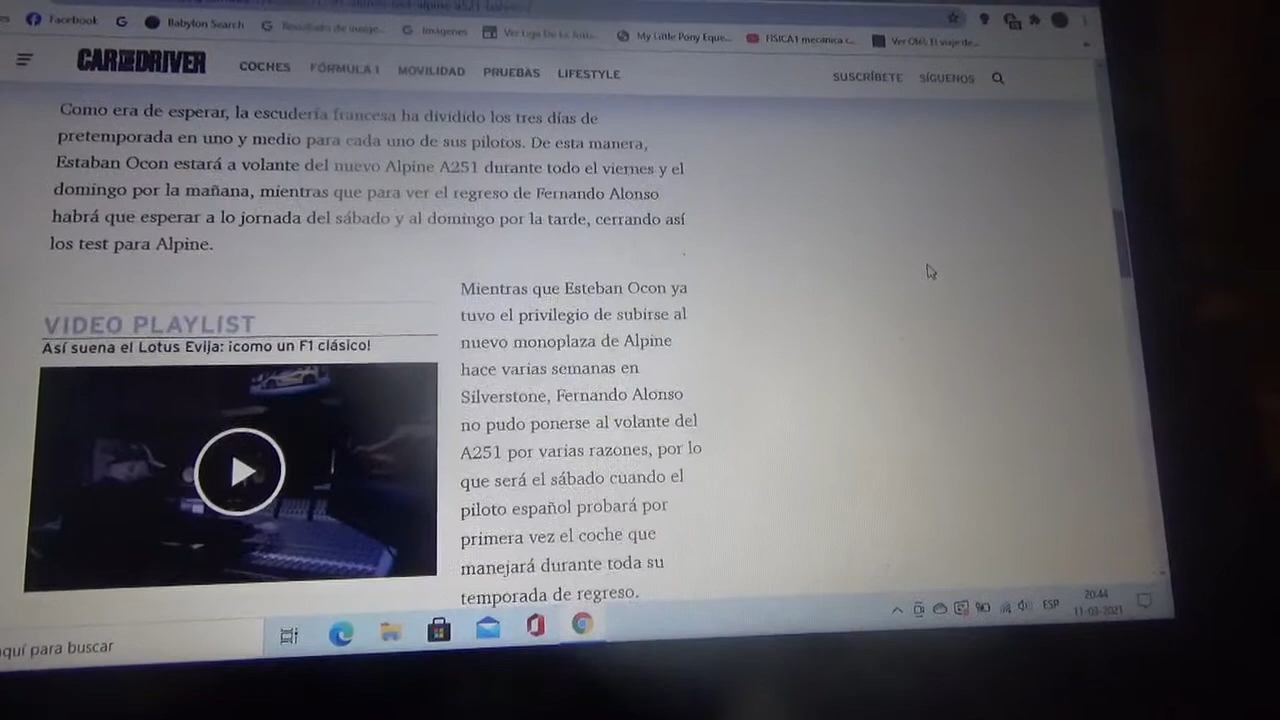 Facebook
Babylon Search
Imágenes
My Little Pony Eque...
FISICA1 mecanica c...
CAR AND DRIVER
COCHES FÓRMULA 1 MOVILIDAD PRUEBAS LIFESTYLE
SUSCRÍBETE SÍGUENOS
Como era de esperar, la escudería francesa ha dividido los tres días de
pretemporada en uno y medio para cada uno de sus pilotos. De esta manera,
Estaban Ocon estará a volante del nuevo Alpine A251 durante todo el viernes y el
domingo por la mañana, mientras que para ver el regreso de Fernando Alonso
habrá que esperar a lo jornada del sábado y al domingo por la tarde, cerrando así
los test para Alpine.
VIDEO PLAYLIST
Así suena el Lotus Evija: ¡como un F1 clásico!
Mientras que Esteban Ocon ya
tuvo el privilegio de subirse al
nuevo monoplaza de Alpine
hace varias semanas en
Silverstone, Fernando Alonso
no pudo ponerse al volante del
A251 por varias razones, por lo
que será el sábado cuando el
piloto español probará por
primera vez el coche que
manejará durante toda su
temporada de regreso.
quí para buscar
ESP
20:44
11-03-2021